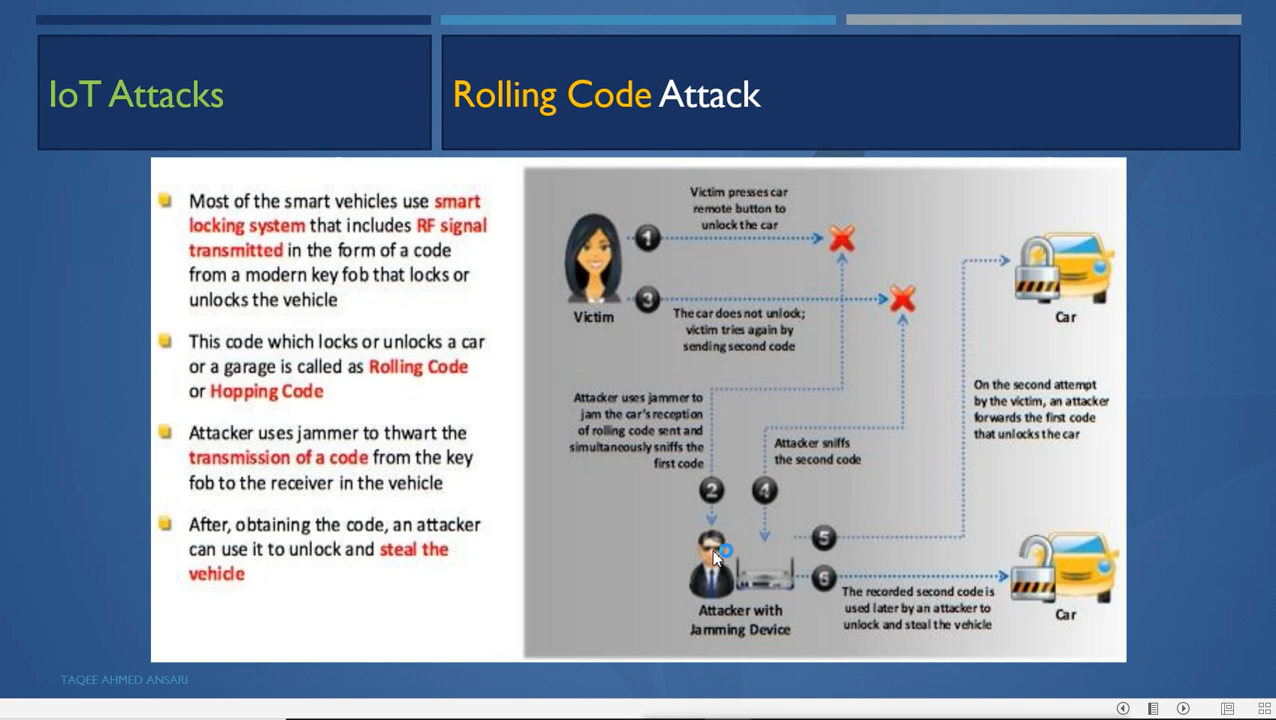 IoT Attacks
Rolling Code Attack
Most of the smart vehicles use smart
locking system that includes RF signal
transmitted in the form of a code
from a modern key fob that locks or
unlocks the vehicle
This code which locks or unlocks a car
or a garage is called as Rolling Code
or Hopping Code
Attacker uses jammer to thwart the
transmission of a code from the key
fob to the receiver in the vehicle
After, obtaining the code, an attacker
can use it to unlock and steal the
vehicle
Victim presses car
remote button to
unlock the car
1
3
Victim
The car does not unlock;
victim tries again by
sending second code
Car
Attacker uses jammer to
jam the car's reception
of rolling code sent and
simultaneously sniffs the
first code
Attacker sniffs
the second code
On the second attempt
by the victim, an attacker
forwards the first code
that unlocks the car
2
4
5
6
Attacker with
Jamming Device
The recorded second code is
used later by an attacker to
unlock and steal the vehicle
Car
TAQEE AHMED ANSARI